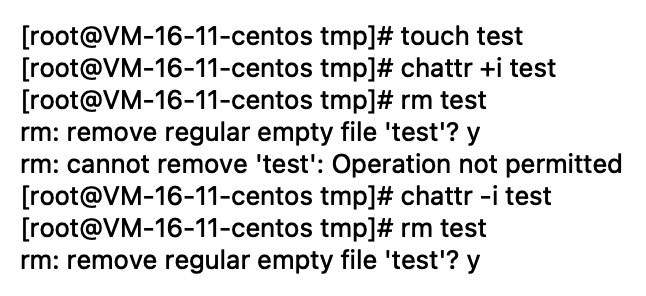 [root@VM-16-11-centos tmp]# touch test
[root@VM-16-11-centos tmp]# chattr +i test
[root@VM-16-11-centos tmp]# rm test
rm: remove regular empty file 'test'? y
rm: cannot remove 'test': Operation not permitted
[root@VM-16-11-centos tmp]# chattr -i test
[root@VM-16-11-centos tmp]# rm test
rm: remove regular empty file 'test'? y